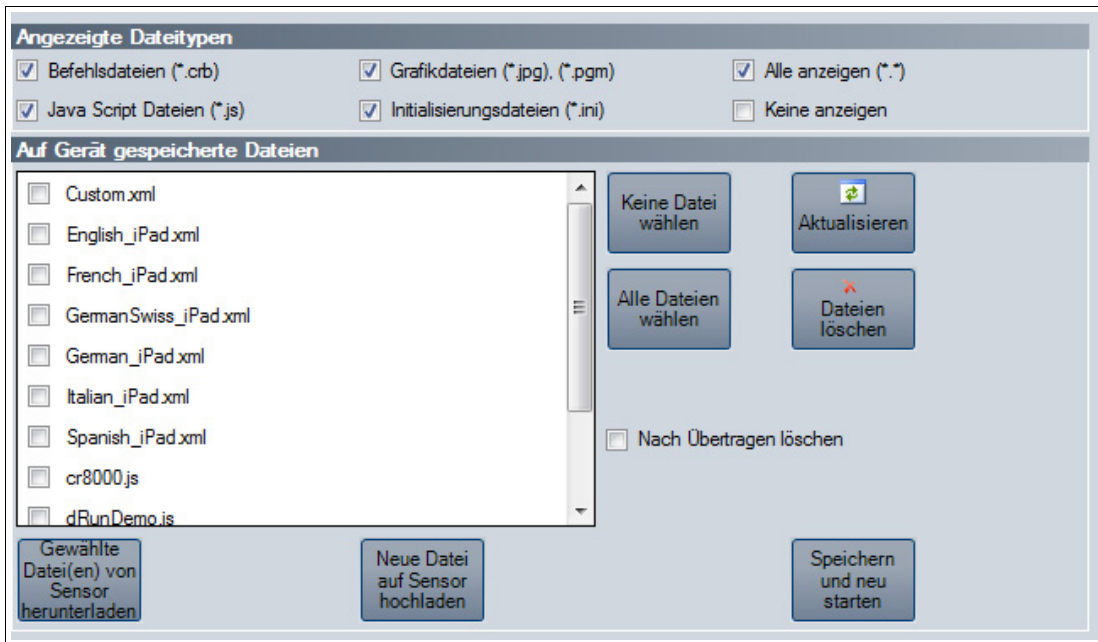 Angezeigte Dateitypen
Befehlsdateien (*.crb)
Grafikdateien (*.jpg), (*.pgm)
Alle anzeigen (*.*)
Java Script Dateien (*.js)
Initialisierungsdateien (*.ini)
Keine anzeigen
Auf Gerät gespeicherte Dateien
Custom.xml
English_iPad.xml
French_iPad.xml
GermanSwiss_iPad.xml
German_iPad.xml
Italian_iPad.xml
Spanish_iPad.xml
cr8000.js
dRunDemo.js
Keine Datei
wählen
Aktualisieren
Alle Dateien
wählen
Dateien
löschen
Nach Übertragen löschen
Gewählte
Datei(en) von
Sensor
herunterladen
Neue Datei
auf Sensor
hochladen
Speichern
und neu
starten